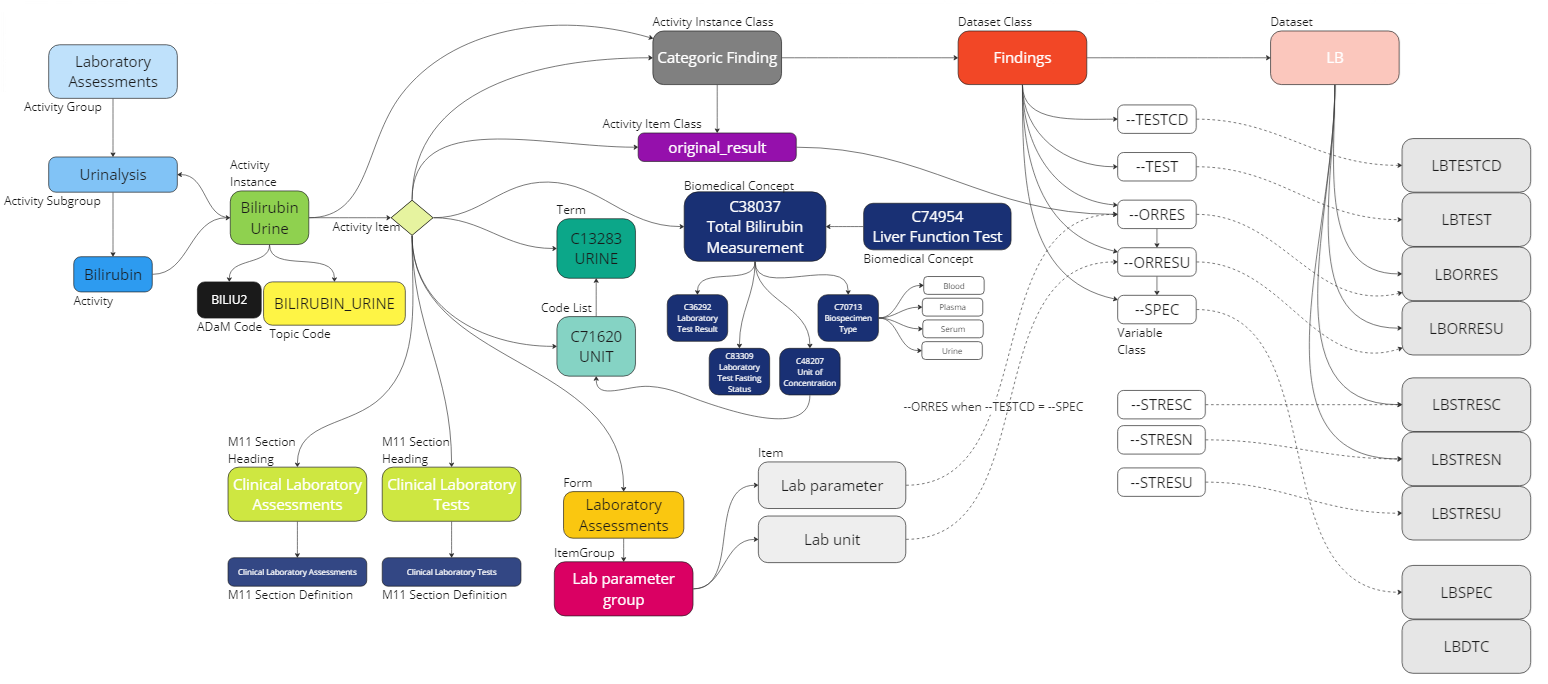 Laboratory
Assessments
Activity Group
Urinalysis
Activity Subgroup
Bilirubin
Activity
Activity
Instance
Bilirubin
Urine
BILIU2
ADaM Code
BILIRUBIN_URINE
Topic Code
Activity Item
Activity Instance Class
Categoric Finding
Activity Item Class
original_result
Dataset Class
Findings
Dataset
LB
Term
C13283
URINE
Code List
C71620
UNIT
Biomedical Concept
C38037
Total Bilirubin
Measurement
C74954
Liver Function Test
Biomedical Concept
C36292
Laboratory
Test Result
C83309
Laboratory
Test Fasting
Status
C48207
Unit of
Concentration
C70713
Biospecimen
Type
Blood
Plasma
Serum
Urine
--TESTCD
--TEST
--ORRES
--ORRESU
--SPEC
Variable
Class
--ORRES when --TESTCD = --SPEC
--STRESC
--STRESN
--STRESU
LBTESTCD
LBTEST
LBORRES
LBORRESU
LBSTRESC
LBSTRESN
LBSTRESU
LBSPEC
LBDTC
M11 Section
Heading
Clinical Laboratory
Assessments
Clinical Laboratory Assessments
M11 Section Definition
M11 Section
Heading
Clinical Laboratory
Tests
Clinical Laboratory Tests
M11 Section Definition
Form
Laboratory
Assessments
ItemGroup
Lab parameter
group
Item
Lab parameter
Lab unit